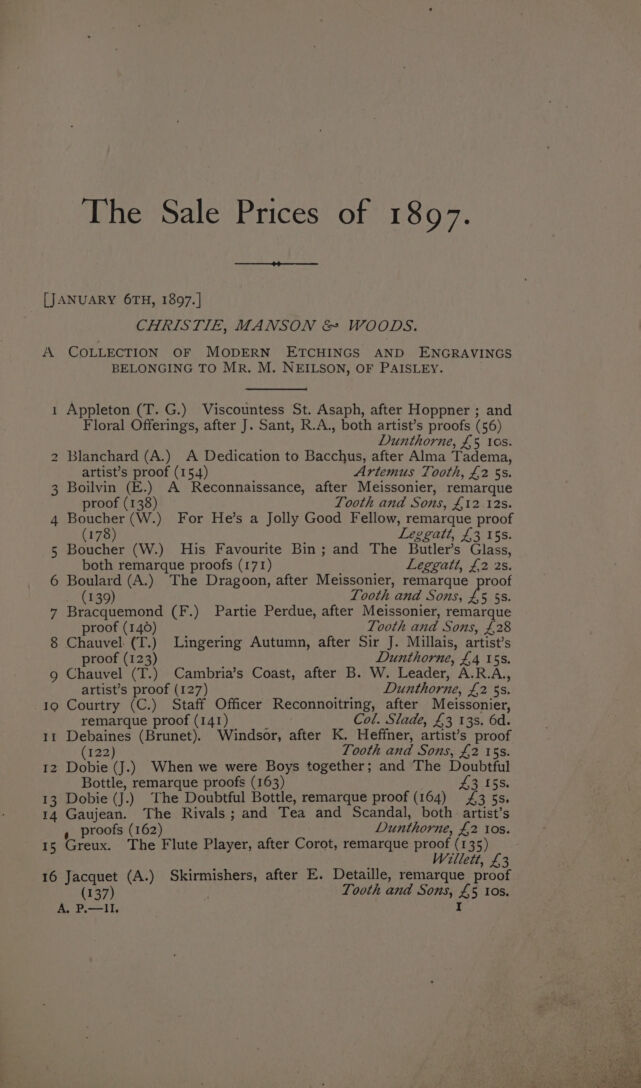 The Sale Prices of 1897.
[JANUARY 6TH, 1897.]
CHRISTIE, MANSON & WOODS.
A COLLECTION OF MODERN ETCHINGS AND ENGRAVINGS
BELONGING TO MR. M. NEILSON, OF PAISLEY.
1 Appleton (T. G.) Viscountess St. Asaph, after Hoppner ; and
Floral Offerings, after J. Sant, R.A., both artist's proofs (56)
Dunthorne, £5 10s.
2 Blanchard (A.) A Dedication to Bacchus, after Alma Tadema,
artist's proof (154) Artemus Tooth, £2 5s.
3 Boilvin (E.) A Reconnaissance, after Meissonier, remarque
proof (138) Tooth and Sons, £12 12s.
4 Boucher (W.) For He's a Jolly Good Fellow, remarque proof
(178) Leggatt, £3 15s.
5 Boucher (W.) His Favourite Bin ; and The Butler's Glass,
both remarque proofs (171) Leggatt, £2 2s.
6 Boulard (A.) The Dragoon, after Meissonier, remarque proof
(139) Tooth and Sons, £5 5s.
7 Bracquemond (F.) Partie Perdue, after Meissonier, remarque
proof (140) Tooth and Sons, £28
8 Chauvel (T.) Lingering Autumn, after Sir J. Millais, artist's
proof (123) Dunthorne, £4 15s.
9 Chauvel (T.) Cambria's Coast, after B. W. Leader, A.R.A.,
artist's proof (127) Dunthorne, £2 5s.
10 Courtry (C.) Staff Officer Reconnoitring, after Meissonier,
remarque proof (141) Col. Slade, £3 13s. 6d.
11 Debaines (Brunet). Windsor, after K. Heffner, artist's proof
(122) Tooth and Sons, £2 15s.
12 Dobie (J.) When we were Boys together; and The Doubtful
Bottle, remarque proofs (163) £3 15s.
13 Dobie (J.) The Doubtful Bottle, remarque proof (164) £3 5s.
14 Gaujean. The Rivals ; and Tea and Scandal, both artist's
proofs (162) Dunthorne, £2 10s.
15 Greux. The Flute Player, after Corot, remarque proof (135)
Willett, £3
16 Jacquet (A.) Skirmishers, after E. Detaille, remarque proof
(137) Tooth and Sons, £5 10s.
A. P.—II. I